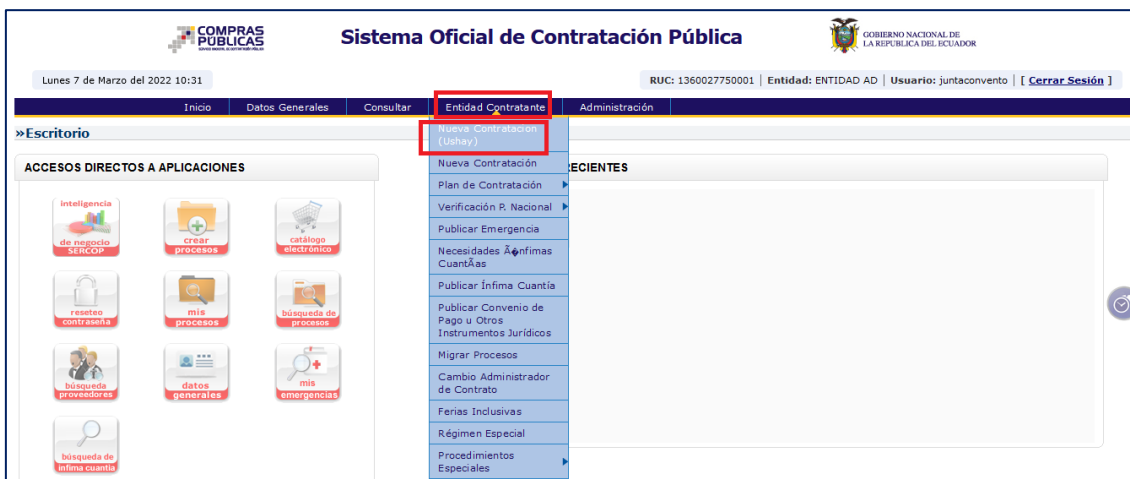 COMPRAS
PÚBLICAS
Sistema Oficial de Contratación Pública
GOBIERNO NACIONAL DE
LA REPUBLICA DEL ECUADOR
Lunes 7 de Marzo del 2022 10:31
RUC: 1360027750001 | Entidad: ENTIDAD AD | Usuario: juntaconvento | [ Cerrar Sesión ]
Inicio Datos Generales Consultar Entidad Contratante Administración
»Escritorio
Nueva Contratación
(Ushay)
ACCESOS DIRECTOS A APLICACIONES
ECIENTES
Nueva Contratación
Plan de Contratación
Verificación P. Nacional
Publicar Emergencia
Necesidades Ã�nfimas
CuantÃas
Publicar Ínfima Cuantía
Publicar Convenio de
Pago u Otros
Instrumentos Jurídicos
Migrar Procesos
Cambio Administrador
de Contrato
Ferias Inclusivas
Régimen Especial
Procedimientos
Especiales
inteligencia
de negocio
SERCOP
crear
procesos
catálogo
electrónico
reseteo
contraseña
mis
procesos
búsqueda de
procesos
búsqueda
proveedores
datos
generales
mis
emergencias
búsqueda de
ínfima cuantía